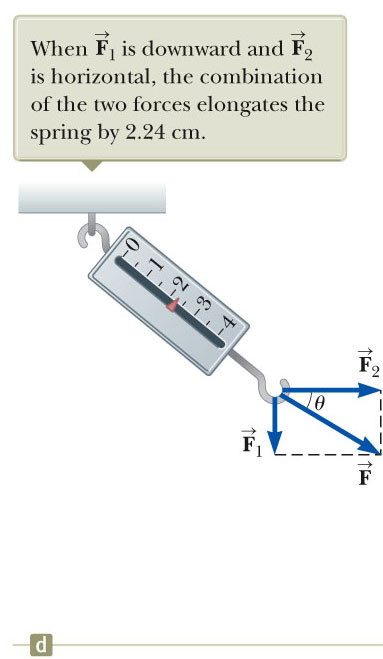 When F⃗₁ is downward and F⃗₂
is horizontal, the combination
of the two forces elongates the
spring by 2.24 cm.
0
1
2
3
4
F⃗₂
θ
F⃗₁
F⃗
d